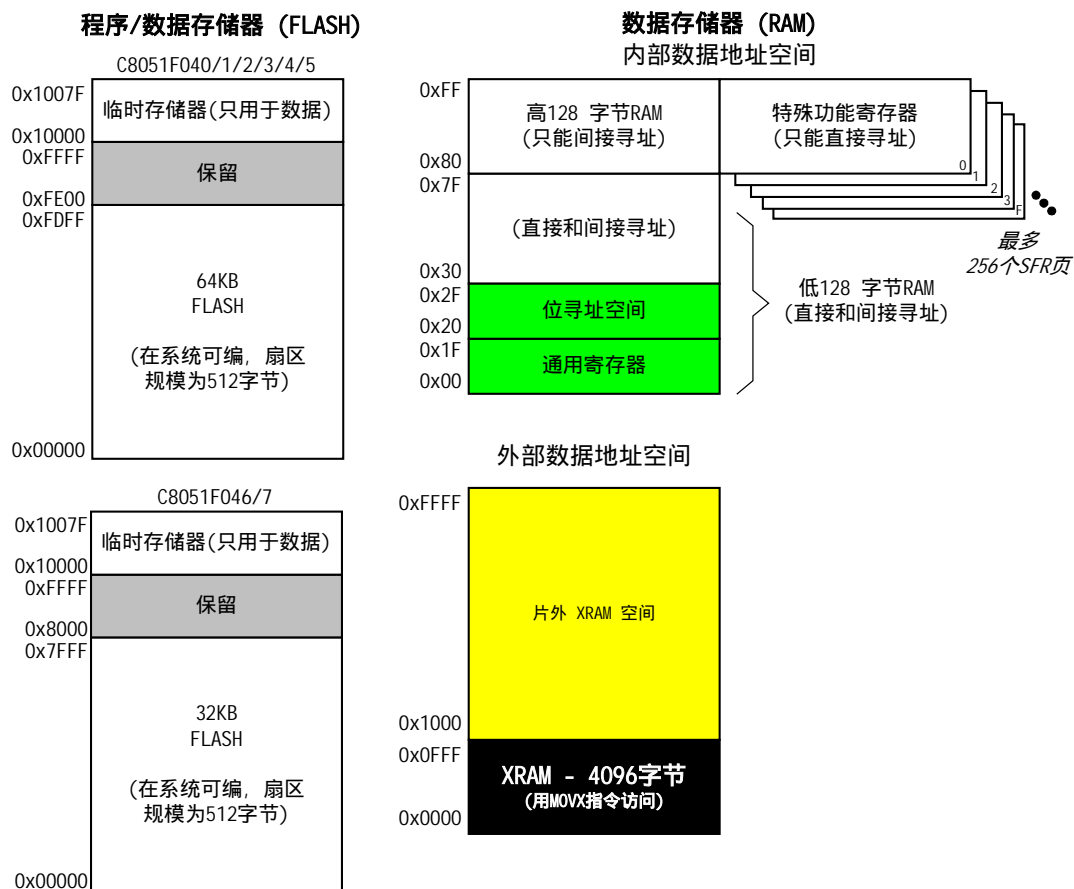 程序/数据存储器 (FLASH)
C8051F040/1/2/3/4/5
0x1007F
临时存储器(只用于数据)
0x10000
0xFFFF
保留
0xFE00
0xFDFF
64KB
FLASH
(在系统可编, 扇区
规模为512字节)
0x00000
C8051F046/7
0x1007F
临时存储器(只用于数据)
0x10000
0xFFFF
保留
0x8000
0x7FFF
32KB
FLASH
(在系统可编, 扇区
规模为512字节)
0x00000
数据存储器 (RAM)
内部数据地址空间
0xFF
高128 字节RAM
(只能间接寻址)
0x80
特殊功能寄存器
(只能直接寻址)
0
1
2
3
F
最多
256个SFR页
0x7F
(直接和间接寻址)
0x30
0x2F
位寻址空间
0x20
0x1F
通用寄存器
0x00
低128 字节RAM
(直接和间接寻址)
外部数据地址空间
0xFFFF
片外 XRAM 空间
0x1000
0x0FFF
XRAM - 4096字节
(用MOVX指令访问)
0x0000